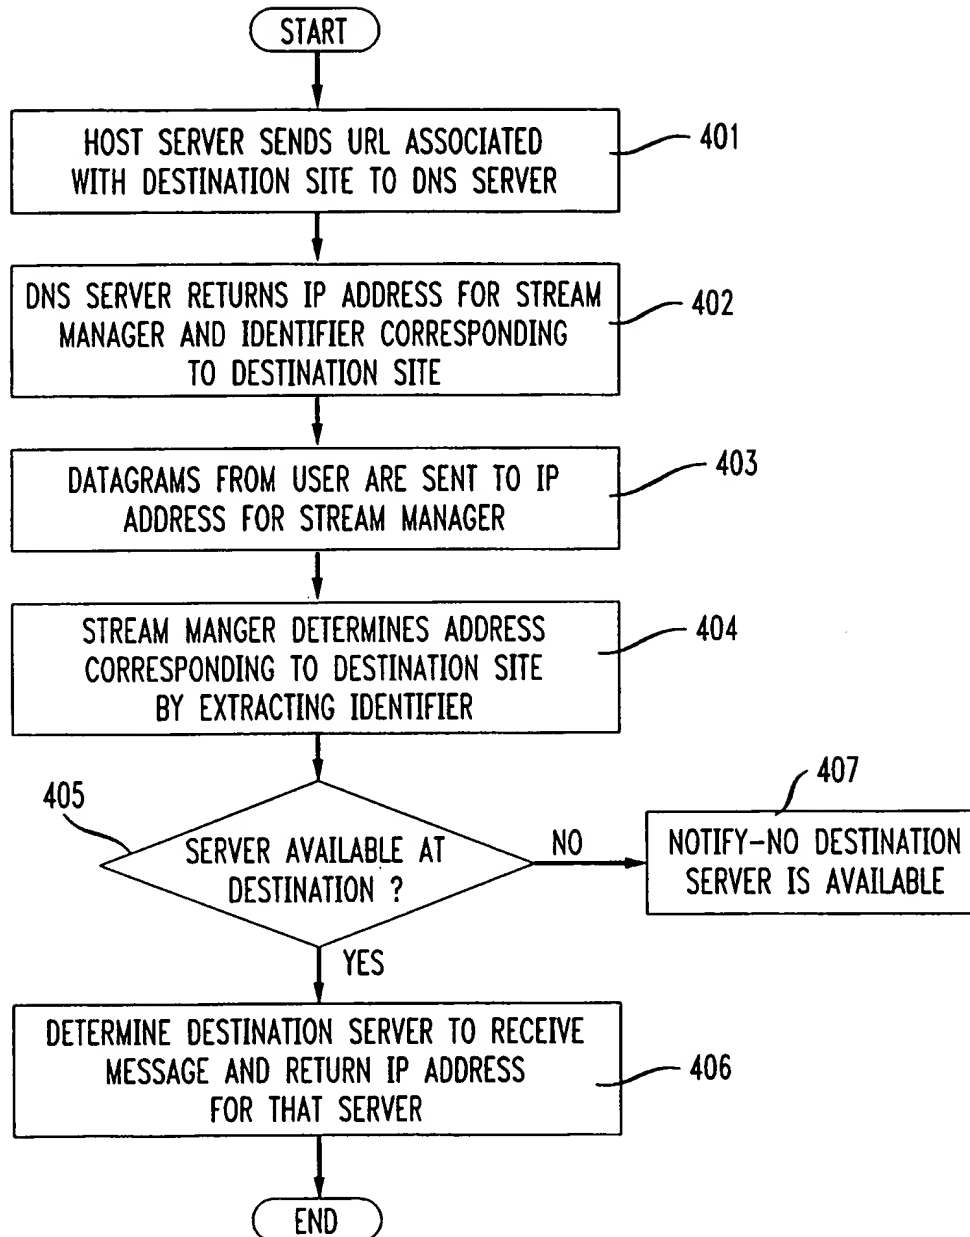 START
HOST SERVER SENDS URL ASSOCIATED
WITH DESTINATION SITE TO DNS SERVER
401
DNS SERVER RETURNS IP ADDRESS FOR STREAM
MANAGER AND IDENTIFIER CORRESPONDING
TO DESTINATION SITE
402
DATAGRAMS FROM USER ARE SENT TO IP
ADDRESS FOR STREAM MANAGER
403
STREAM MANGER DETERMINES ADDRESS
CORRESPONDING TO DESTINATION SITE
BY EXTRACTING IDENTIFIER
404
405
SERVER AVAILABLE AT
DESTINATION ?
NO
407
NOTIFY-NO DESTINATION
SERVER IS AVAILABLE
YES
DETERMINE DESTINATION SERVER TO RECEIVE
MESSAGE AND RETURN IP ADDRESS
FOR THAT SERVER
406
END